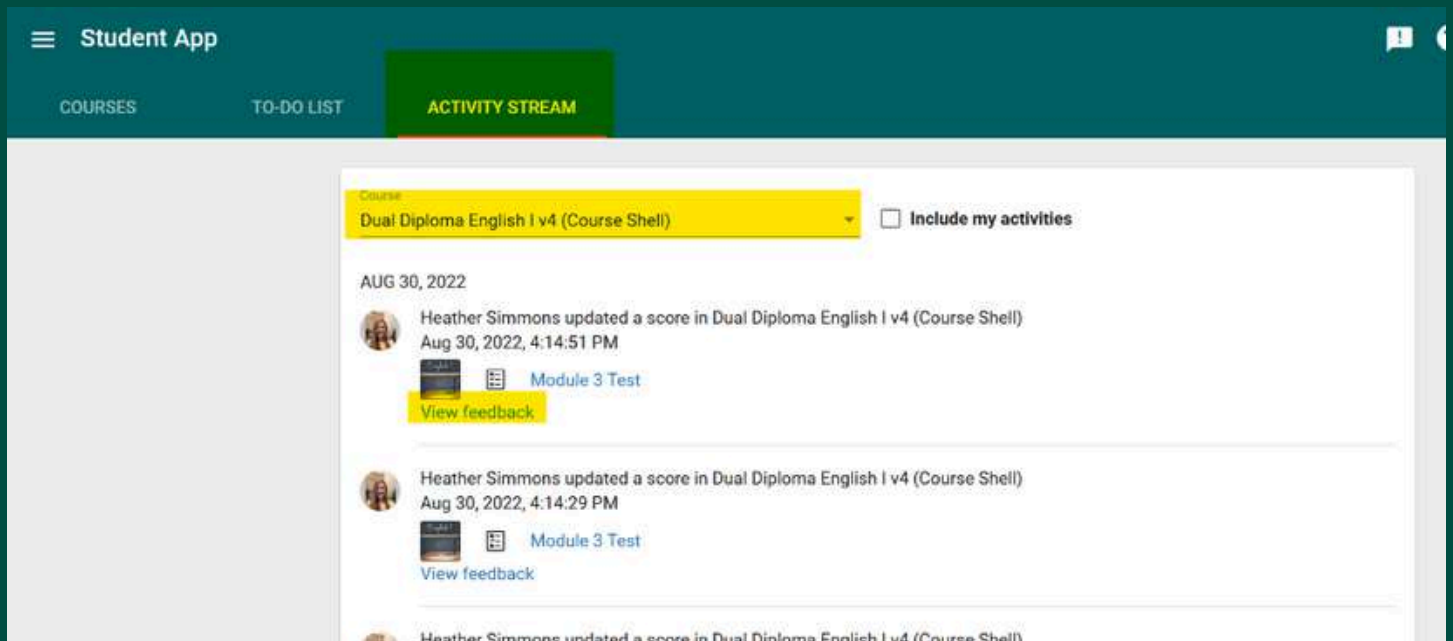 Student App
COURSES
TO-DO LIST
ACTIVITY STREAM
Course
Dual Diploma English I v4 (Course Shell)
Include my activities
AUG 30, 2022
Heather Simmons updated a score in Dual Diploma English I v4 (Course Shell)
Aug 30, 2022, 4:14:51 PM
Module 3 Test
View feedback
Heather Simmons updated a score in Dual Diploma English I v4 (Course Shell)
Aug 30, 2022, 4:14:29 PM
Module 3 Test
View feedback
Heather Simmons updated a score in Dual Diploma English I v4 (Course Shell)